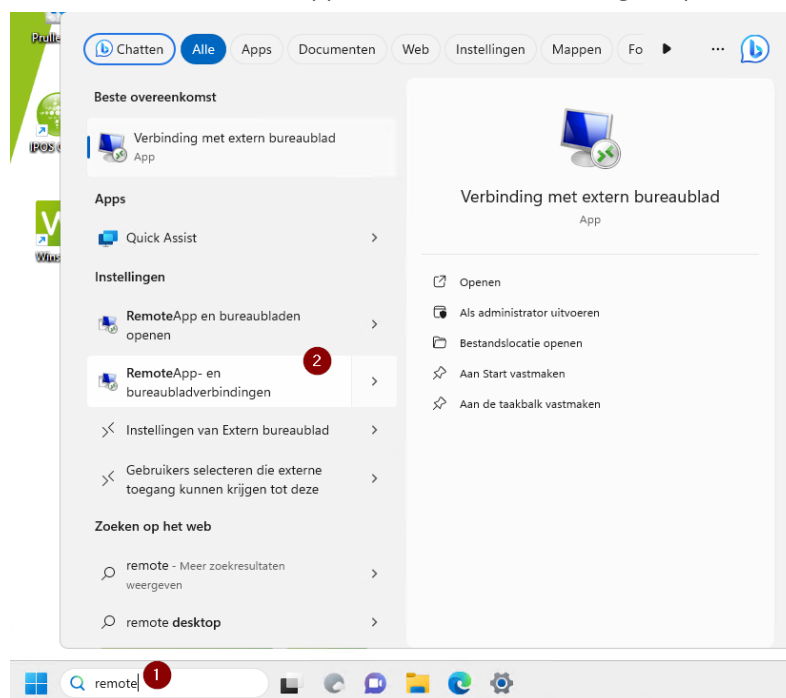 Chatten Alle Apps Documenten Web Instellingen Mappen Fo
Beste overeenkomst
Verbinding met extern bureaublad
App
Apps
Quick Assist
Instellingen
RemoteApp en bureaubladen
openen
2
RemoteApp- en
bureaubladverbindingen
Instellingen van Extern bureaublad
Gebruikers selecteren die externe
toegang kunnen krijgen tot deze
Zoeken op het web
remote - Meer zoekresultaten
weergeven
remote desktop
Verbinding met extern bureaublad
App
Openen
Als administrator uitvoeren
Bestandslocatie openen
Aan Start vastmaken
Aan de taakbalk vastmaken
Prulle
IPOS
Wins
remote 1